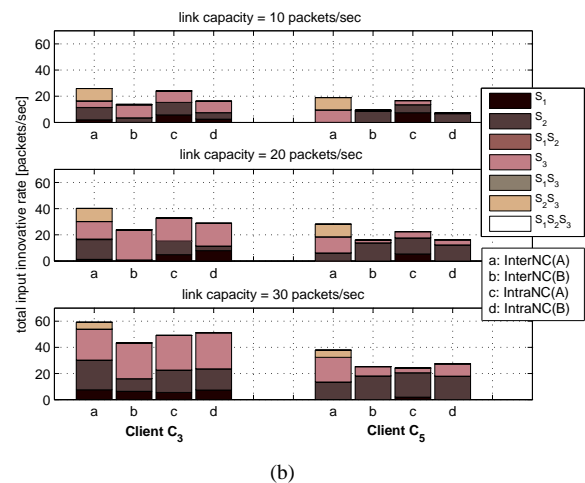 link capacity = 10 packets/sec
60
40
20
0
a b c d a b c d
link capacity = 20 packets/sec
60
40
20
0
a b c d a b c d
link capacity = 30 packets/sec
60
40
20
0
a b c d a b c d
Client C3 Client C5
total input innovative rate [packets/sec]
S1
S2
S1S2
S3
S1S3
S2S3
S1S2S3
a: InterNC(A)
b: InterNC(B)
c: IntraNC(A)
d: IntraNC(B)
(b)